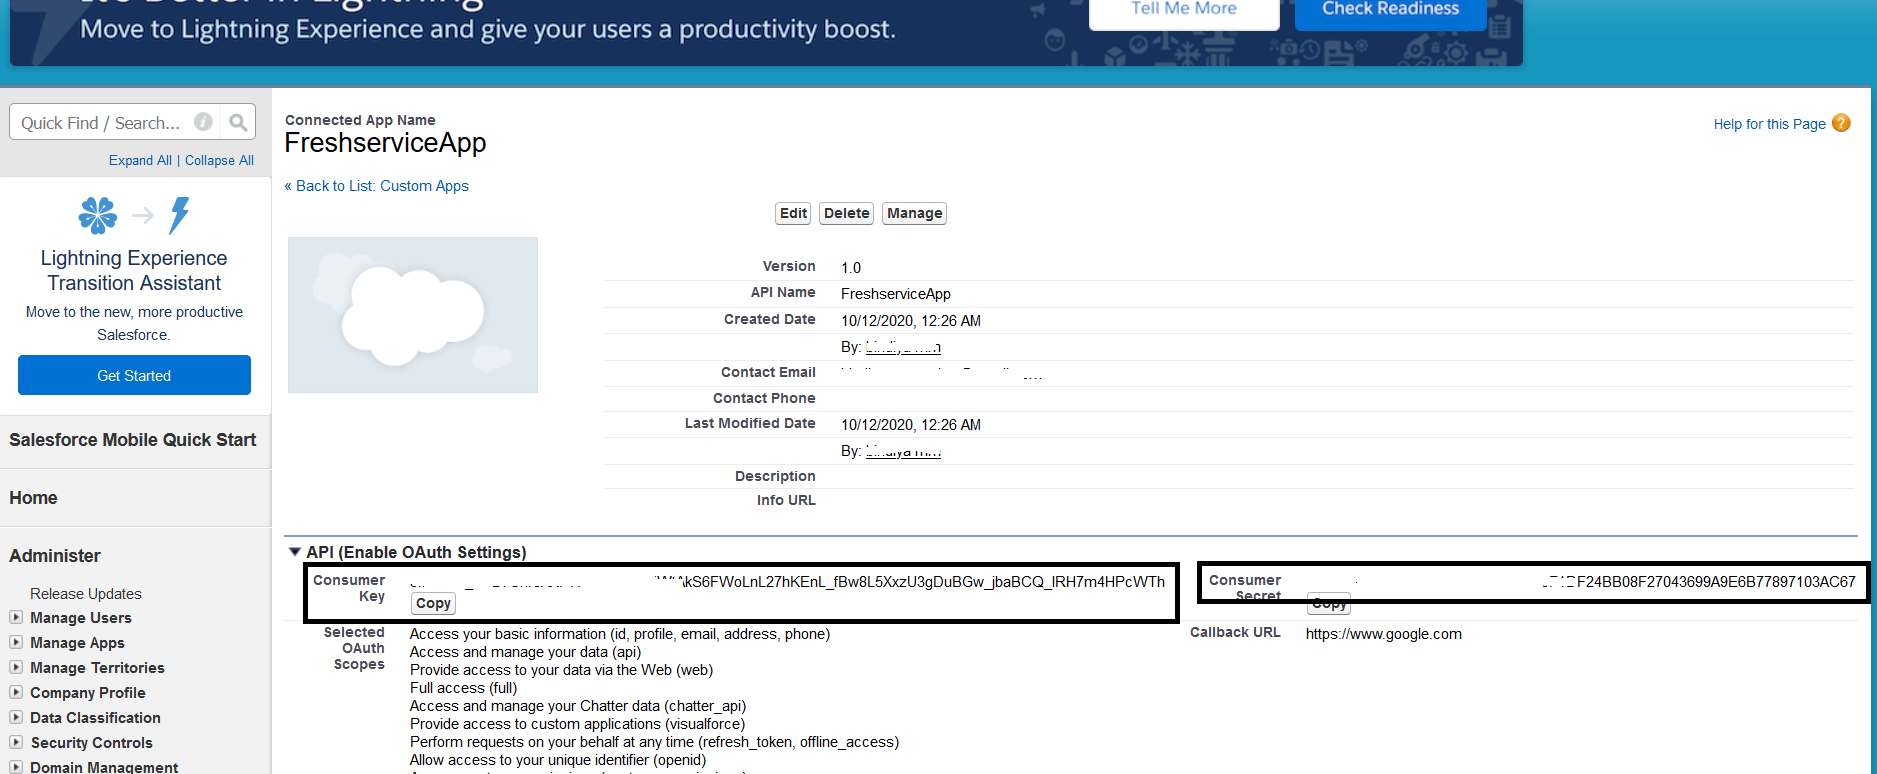 Move to Lightning Experience and give your users a productivity boost.
Tell Me More
Check Readiness
Quick Find / Search...
Expand All | Collapse All
Lightning Experience
Transition Assistant
Move to the new, more productive
Salesforce.
Get Started
Salesforce Mobile Quick Start
Home
Administer
Release Updates
Manage Users
Manage Apps
Manage Territories
Company Profile
Data Classification
Security Controls
Domain Management
Connected App Name
FreshserviceApp
Help for this Page
« Back to List: Custom Apps
Edit Delete Manage
Version 1.0
API Name FreshserviceApp
Created Date 10/12/2020, 12:26 AM
By:
Contact Email
Contact Phone
Last Modified Date 10/12/2020, 12:26 AM
By:
Description
Info URL
API (Enable OAuth Settings)
Consumer Key
Copy
Consumer Secret
Copy
Selected OAuth Scopes
Access your basic information (id, profile, email, address, phone)
Access and manage your data (api)
Provide access to your data via the Web (web)
Full access (full)
Access and manage your Chatter data (chatter_api)
Provide access to custom applications (visualforce)
Perform requests on your behalf at any time (refresh_token, offline_access)
Allow access to your unique identifier (openid)
Callback URL https://www.google.com